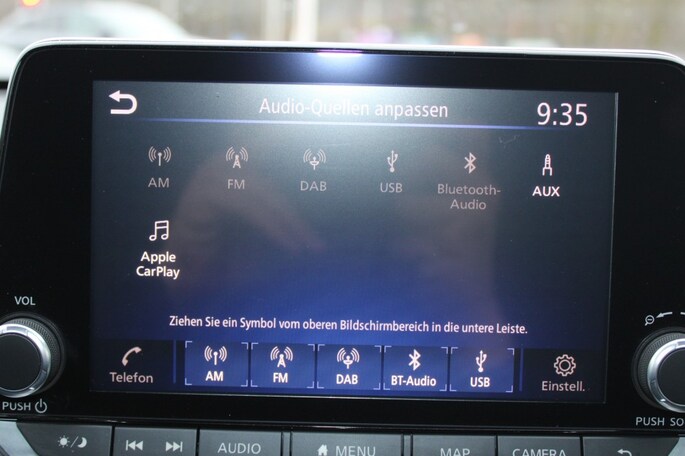 Audio-Quellen anpassen 9:35
AM FM DAB USB Bluetooth-
Audio AUX
Apple
CarPlay
Ziehen Sie ein Symbol vom oberen Bildschirmbereich in die untere Leiste.
Telefon AM FM DAB BT-Audio USB Einstell.
VOL
PUSH
PUSH
AUDIO MENU MAP CAMERA